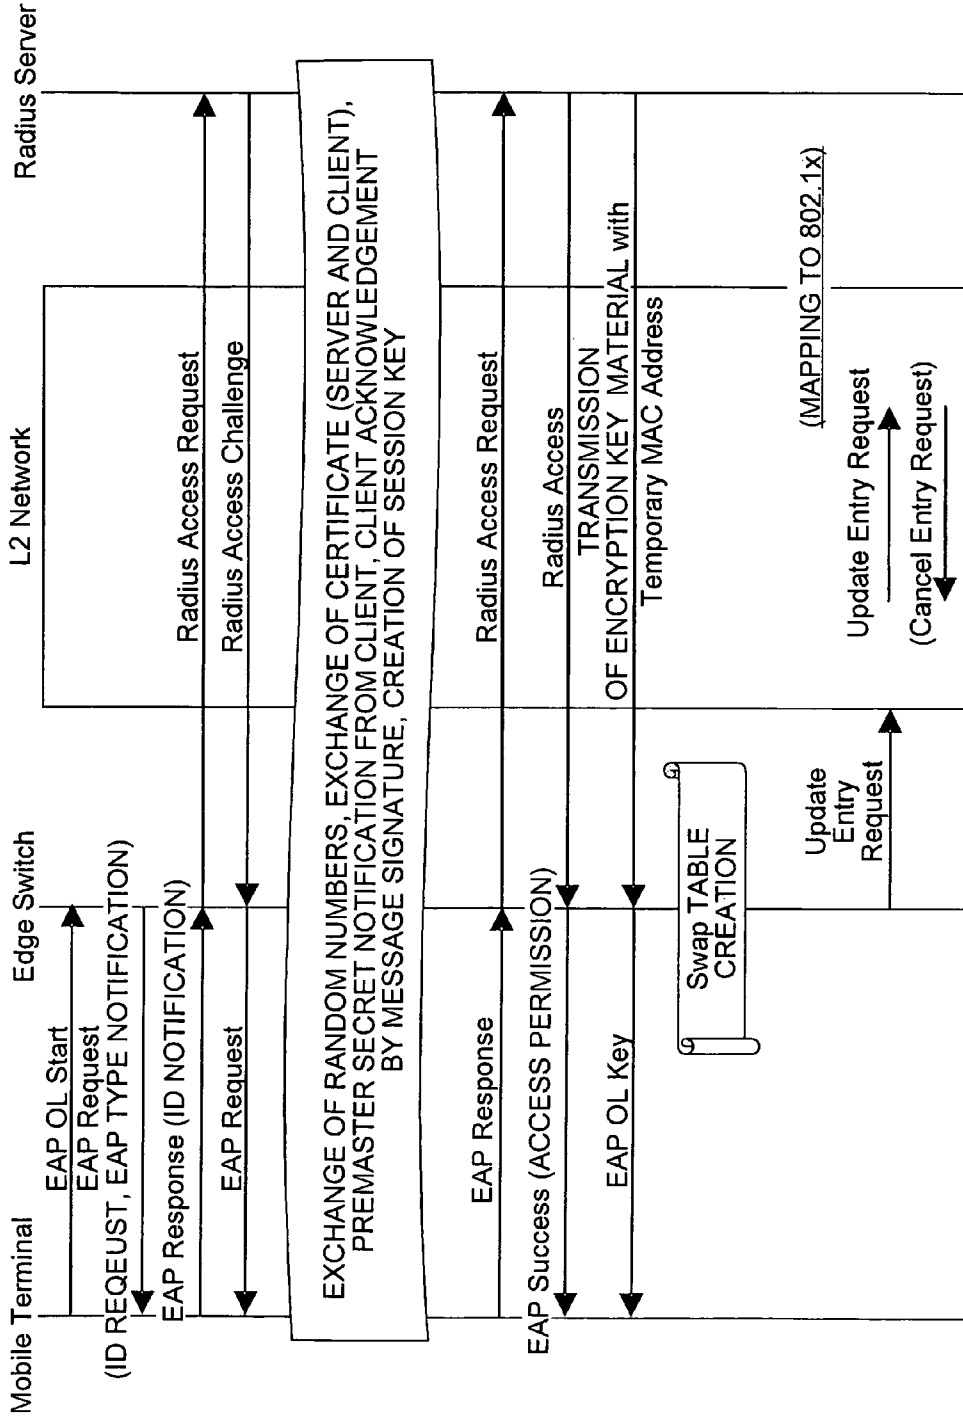 Mobile Terminal
Edge Switch
L2 Network
Radius Server
EAP OL Start
EAP Request
(ID REQEUST, EAP TYPE NOTIFICATION)
EAP Response (ID NOTIFICATION)
Radius Access Request
EAP Request
Radius Access Challenge
EXCHANGE OF RANDOM NUMBERS, EXCHANGE OF CERTIFICATE (SERVER AND CLIENT),
PREMASTER SECRET NOTIFICATION FROM CLIENT, CLIENT ACKNOWLEDGEMENT
BY MESSAGE SIGNATURE, CREATION OF SESSION KEY
EAP Response
Radius Access Request
EAP Success (ACCESS PERMISSION)
Radius Access
TRANSMISSION
OF ENCRYPTION KEY MATERIAL with
Temporary MAC Address
EAP OL Key
Swap TABLE
CREATION
(MAPPING TO 802.1x)
Update
Entry
Request
Update Entry Request
(Cancel Entry Request)